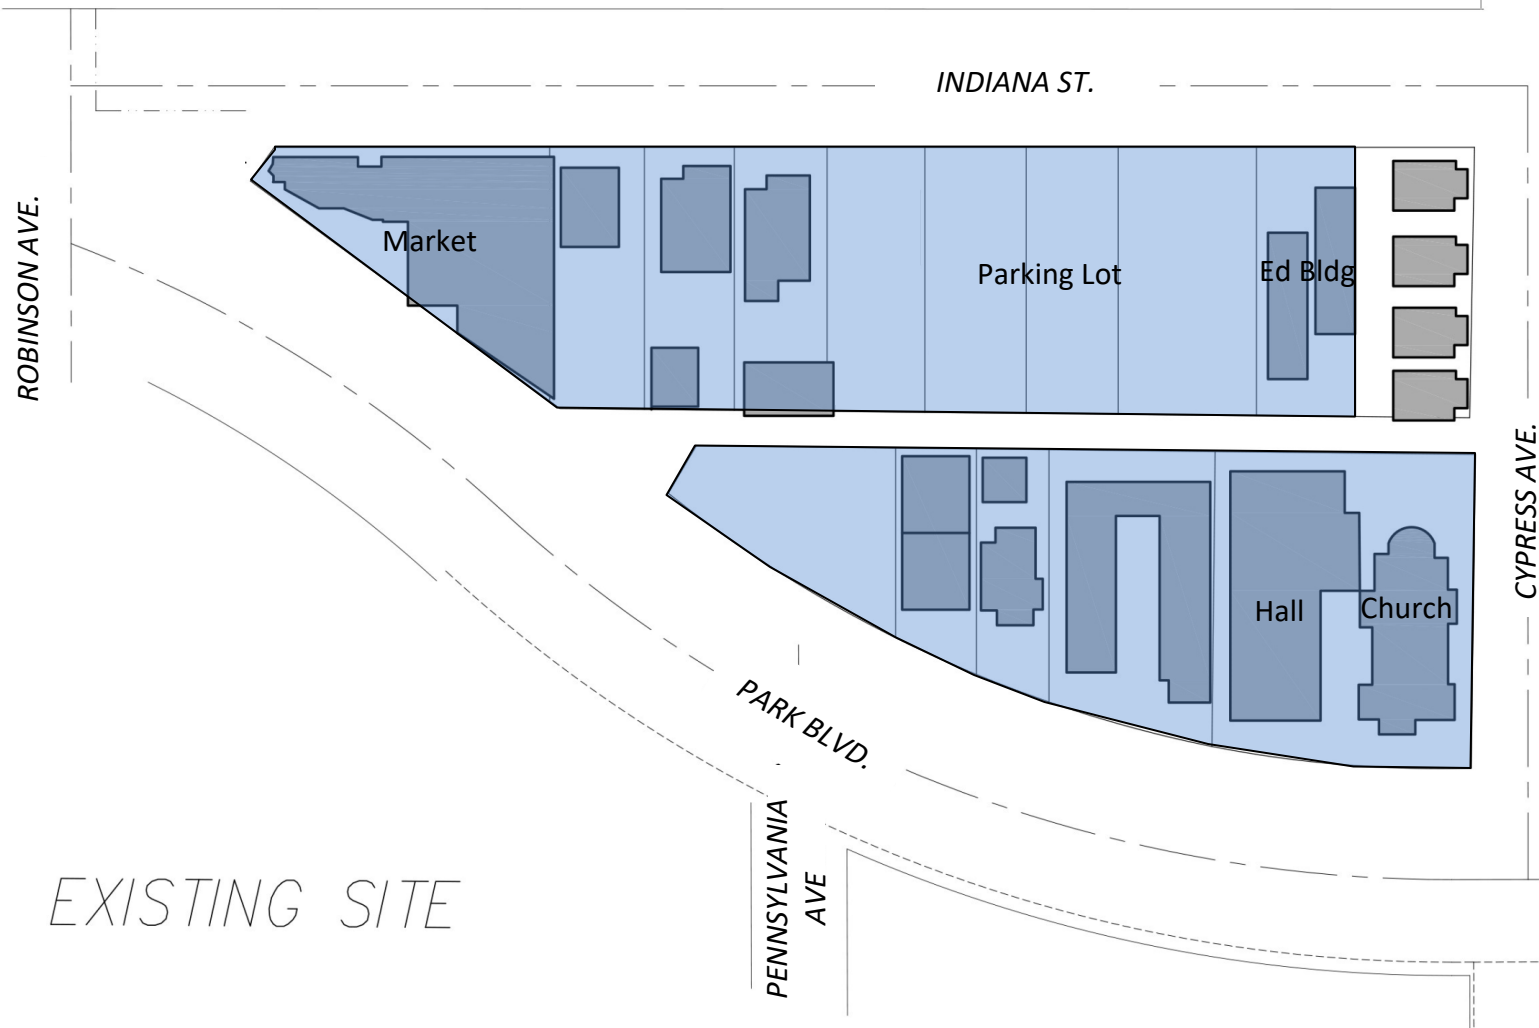 INDIANA ST.
ROBINSON AVE.
Market
Parking Lot
Ed Bldg
CYPRESS AVE.
Hall
Church
PARK BLVD.
PENNSYLVANIA
AVE
EXISTING SITE